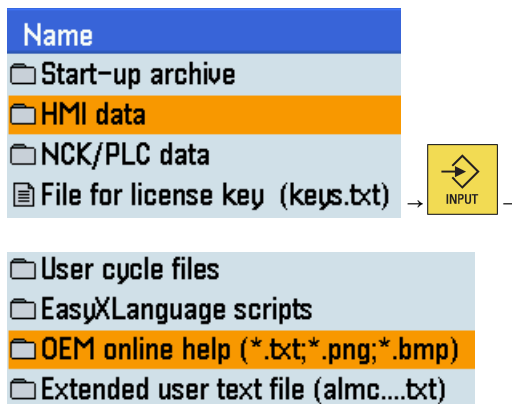 Name
Start-up archive
HMI data
NCK/PLC data
File for license key (keys.txt) →
INPUT
User cycle files
EasyXLanguage scripts
OEM online help (*.txt;*.png;*.bmp)
Extended user text file (almc....txt)